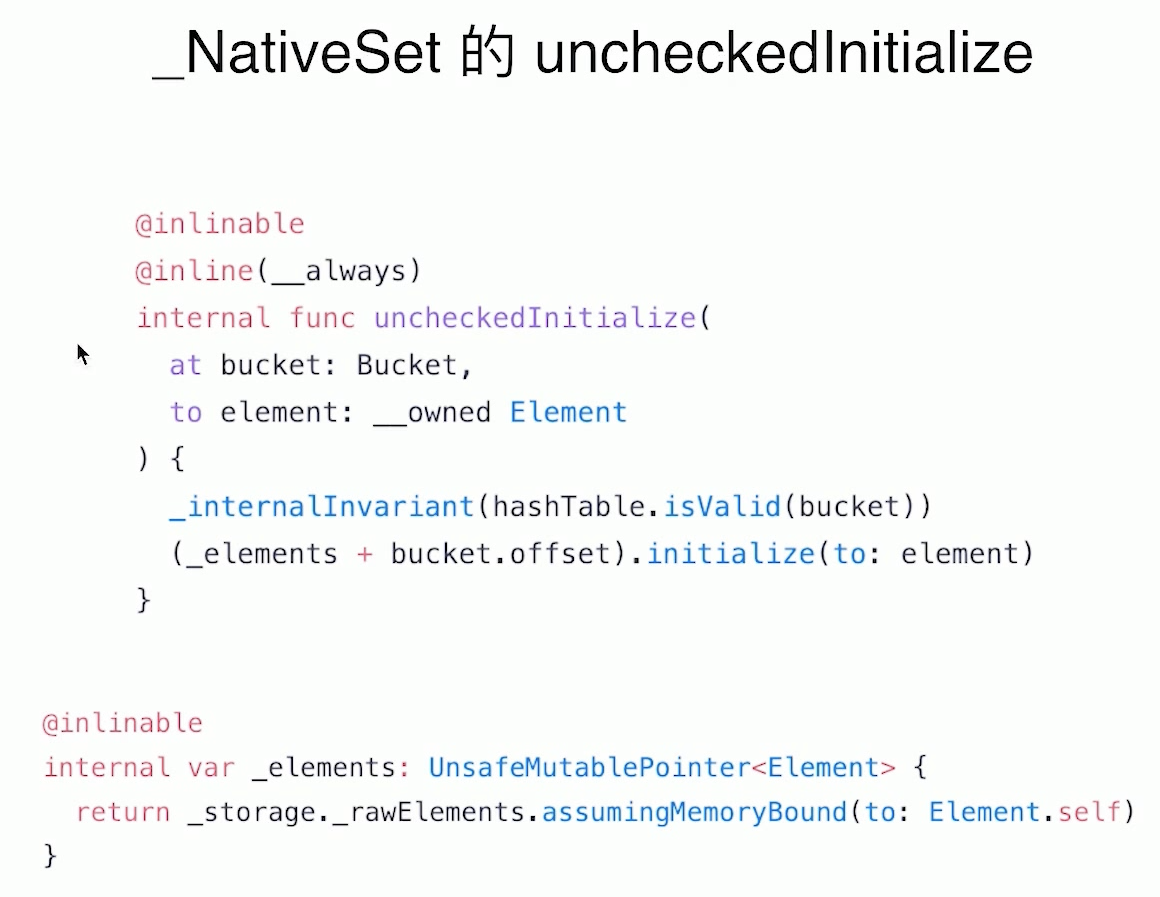 _NativeSet 的 uncheckedInitialize
@inlinable
@inline(__always)
internal func uncheckedInitialize(
  at bucket: Bucket,
  to element: __owned Element
) {
  _internalInvariant(hashTable.isValid(bucket))
  (_elements + bucket.offset).initialize(to: element)
}
@inlinable
internal var _elements: UnsafeMutablePointer<Element> {
  return _storage._rawElements.assumingMemoryBound(to: Element.self)
}